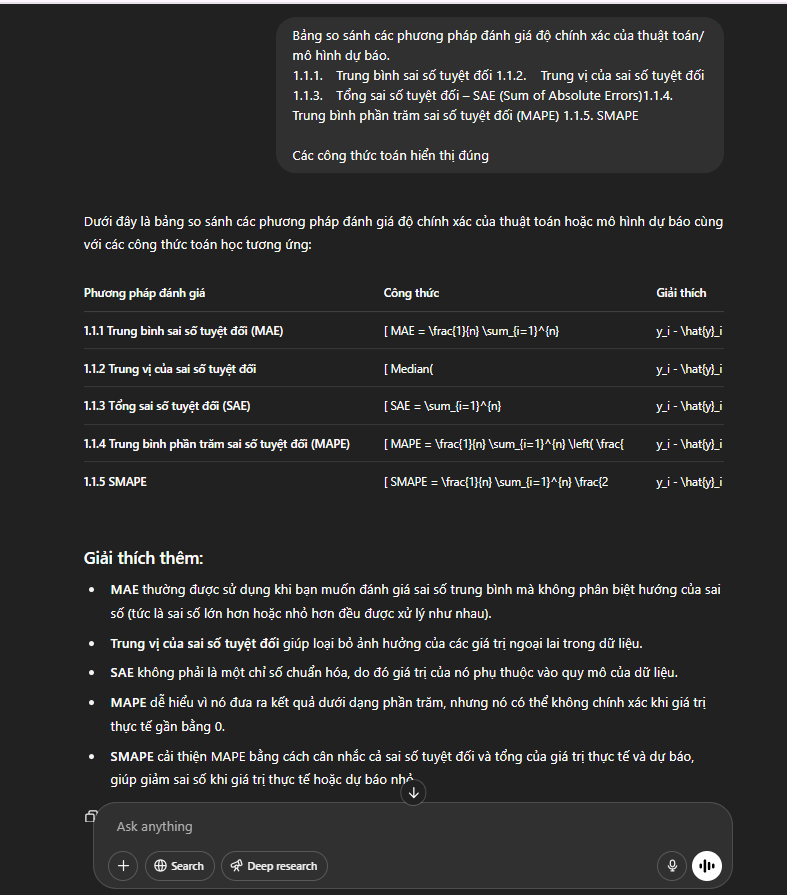 Bảng so sánh các phương pháp đánh giá độ chính xác của thuật toán/
mô hình dự báo.
1.1.1. Trung bình sai số tuyệt đối 1.1.2. Trung vị của sai số tuyệt đối
1.1.3. Tổng sai số tuyệt đối – SAE (Sum of Absolute Errors)1.1.4.
Trung bình phần trăm sai số tuyệt đối (MAPE) 1.1.5. SMAPE
Các công thức toán hiển thị đúng
Dưới đây là bảng so sánh các phương pháp đánh giá độ chính xác của thuật toán hoặc mô hình dự báo cùng
với các công thức toán học tương ứng:
Phương pháp đánh giá Công thức Giải thích
1.1.1 Trung bình sai số tuyệt đối (MAE) [ MAE = \frac{1}{n} \sum_{i=1}^{n} y_i - \hat{y}_i
1.1.2 Trung vị của sai số tuyệt đối [ Median( y_i - \hat{y}_i
1.1.3 Tổng sai số tuyệt đối (SAE) [ SAE = \sum_{i=1}^{n} y_i - \hat{y}_i
1.1.4 Trung bình phần trăm sai số tuyệt đối (MAPE) [ MAPE = \frac{1}{n} \sum_{i=1}^{n} \left( \frac{ y_i - \hat{y}_i
1.1.5 SMAPE [ SMAPE = \frac{1}{n} \sum_{i=1}^{n} \frac{2 y_i - \hat{y}_i
Giải thích thêm:
• MAE thường được sử dụng khi bạn muốn đánh giá sai số trung bình mà không phân biệt hướng của sai
số (tức là sai số lớn hơn hoặc nhỏ hơn đều được xử lý như nhau).
• Trung vị của sai số tuyệt đối giúp loại bỏ ảnh hưởng của các giá trị ngoại lai trong dữ liệu.
• SAE không phải là một chỉ số chuẩn hóa, do đó giá trị của nó phụ thuộc vào quy mô của dữ liệu.
• MAPE dễ hiểu vì nó đưa ra kết quả dưới dạng phần trăm, nhưng nó có thể không chính xác khi giá trị
thực tế gần bằng 0.
• SMAPE cải thiện MAPE bằng cách cân nhắc cả sai số tuyệt đối và tổng của giá trị thực tế và dự báo,
giúp giảm sai số khi giá trị thực tế hoặc dự báo nhỏ
Ask anything
Search Deep research